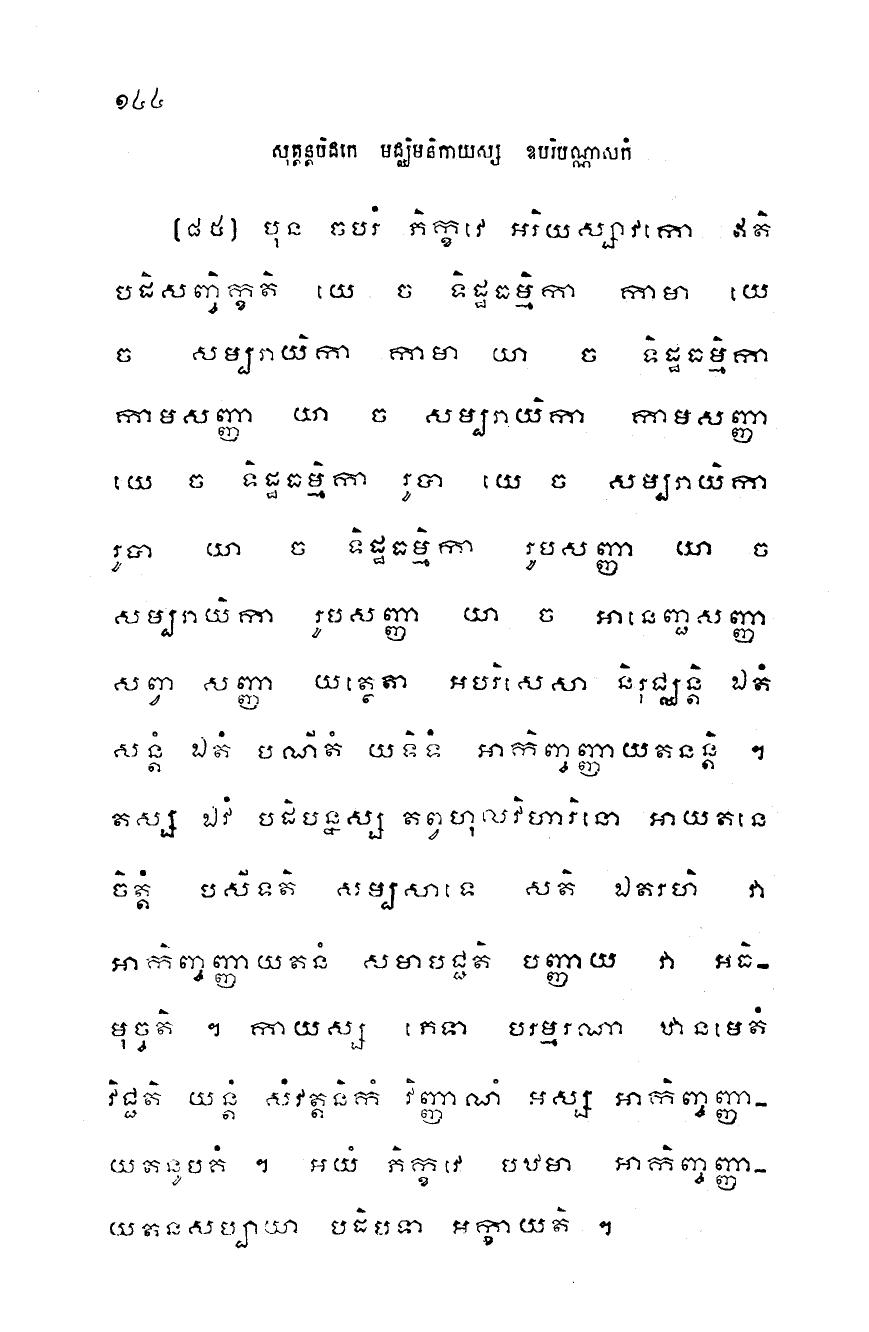 ១៤៤
សុត្តន្តបិដកេ មជ្ឈិមនិកាយស្ស ឧបរិបណ្ណាសកំ
(៨៥) បុន ចបរំ ភិក្ខវេ អរិយស្សាវកោ ឥតិ
បដិសញ្ចិក្ខតិ យេ ច ទិដ្ឋធម្មិកា កាមា យេ
ច សម្បរាយិកា កាមា យា ច ទិដ្ឋធម្មិកា
កាមសញ្ញា យា ច សម្បរាយិកា កាមសញ្ញា
យេ ច ទិដ្ឋធម្មិកា រូបា យេ ច សម្បរាយិកា
រូបា យា ច ទិដ្ឋធម្មិកា រូបសញ្ញា យា ច
សម្បរាយិកា រូបសញ្ញា យា ច អានេញ្ជសញ្ញា
សព្វា សញ្ញា យត្ថេតា អបរិសេសា និរុជ្ឈន្តិ ឯតំ
សន្តំ ឯតំ បណីតំ យទិទំ អាកិញ្ចញ្ញាយតនន្តិ ។
តស្ស ឯវំ បដិបន្នស្ស តព្វហុលវិហារិនោ អាយតនេ
ចិត្តំ បសីទតិ សម្បសាទេ សតិ ឯតរហិ វា
អាកិញ្ចញ្ញាយតនំ សមាបជ្ជតិ បញ្ញាយ វា អធិ-
មុច្ចតិ ។ កាយស្ស ភេទា បរម្មរណា ឋានមេតំ
វិជ្ជតិ យន្តំ សំវត្តនិកំ វិញ្ញាណំ អស្ស អាកិញ្ចញ្ញា-
យតនូបគំ ។ អយំ ភិក្ខវេ បឋមា អាកិញ្ចញ្ញា-
យតនសប្បាយា បដិបទា អក្ខាយតិ ។